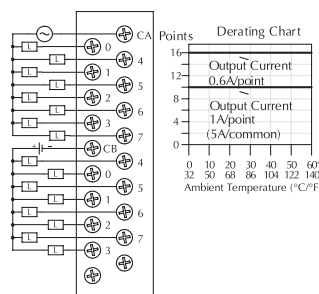 CA
L
0
L
4
L
1
L
5
L
2
L
6
L
3
L
7
CB
L
4
L
0
L
5
L
1
L
6
L
2
L
7
L
3
Points
Derating Chart
16
12
8
4
0
Output Current
0.6A/point
Output Current
1A/point
(5A/common)
0 10 20 30 40 50 60°
32 50 68 86 104 122 140
Ambient Temperature (°C/°F